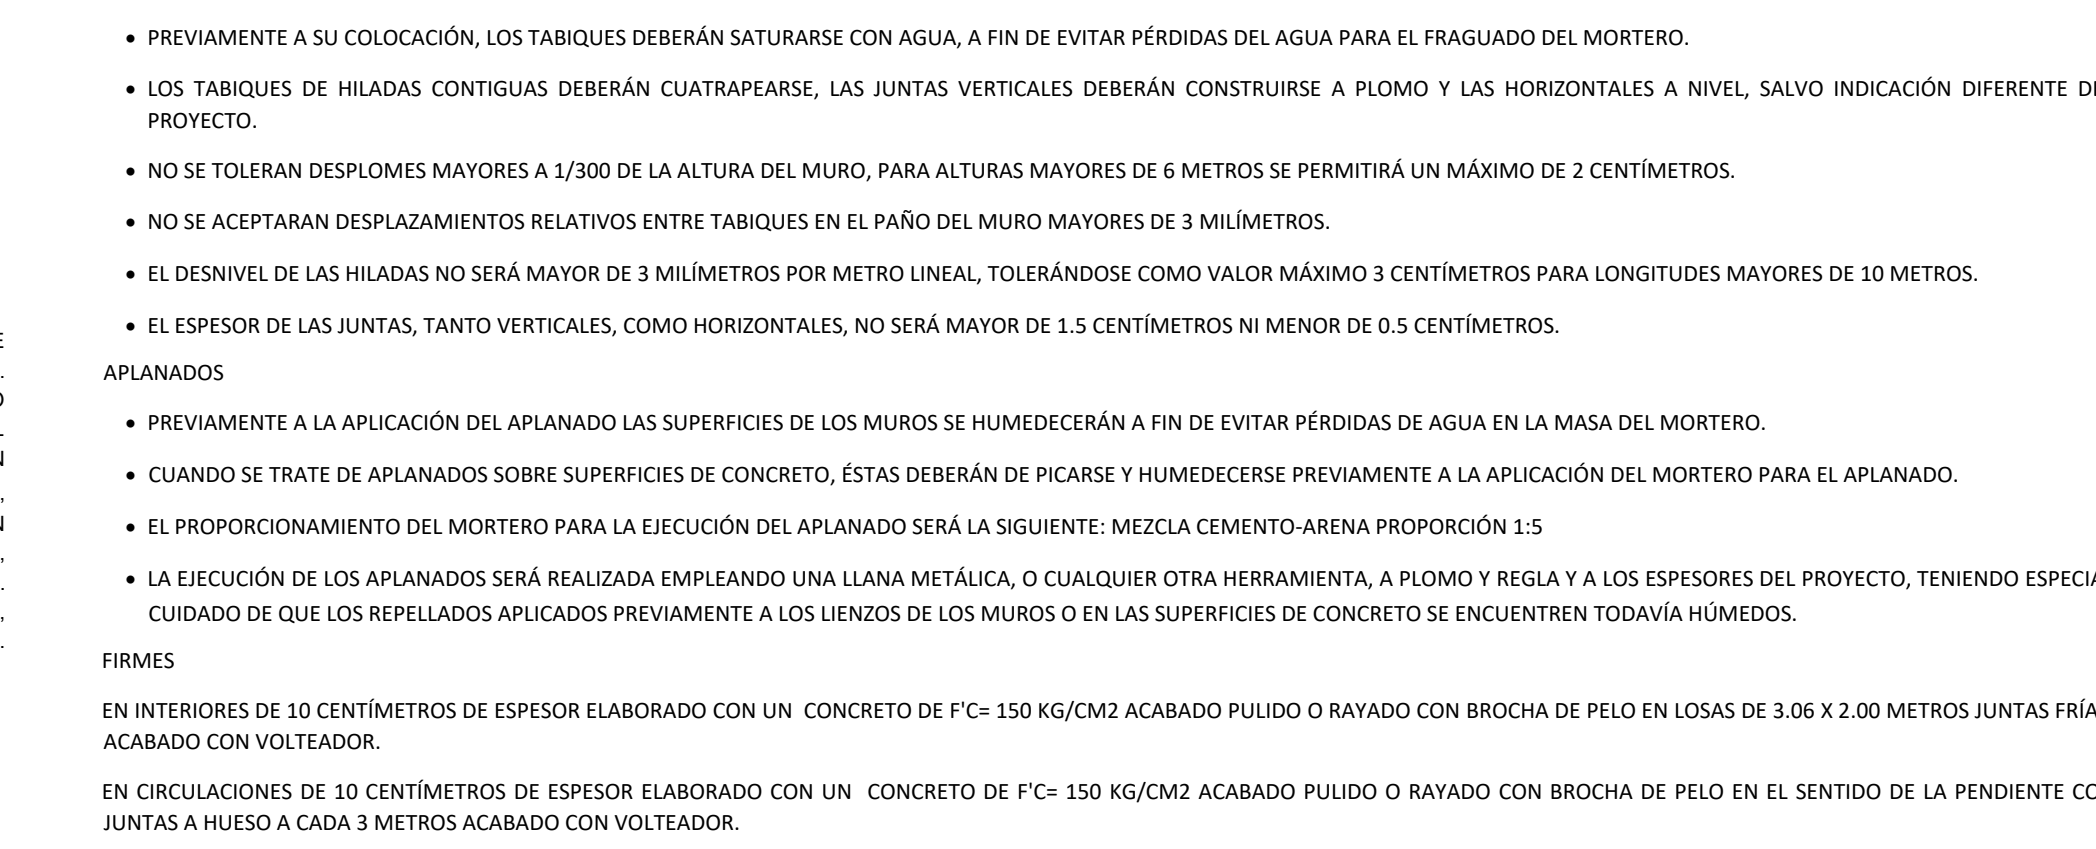 • PREVIAMENTE A SU COLOCACIÓN, LOS TABIQUES DEBERÁN SATURARSE CON AGUA, A FIN DE EVITAR PÉRDIDAS DEL AGUA PARA EL FRAGUADO DEL MORTERO.
• LOS TABIQUES DE HILADAS CONTIGUAS DEBERÁN CUATRAPEARSE, LAS JUNTAS VERTICALES DEBERÁN CONSTRUIRSE A PLOMO Y LAS HORIZONTALES A NIVEL, SALVO INDICACIÓN DIFERENTE
PROYECTO.
• NO SE TOLERAN DESPLOMES MAYORES A 1/300 DE LA ALTURA DEL MURO, PARA ALTURAS MAYORES DE 6 METROS SE PERMITIRÁ UN MÁXIMO DE 2 CENTÍMETROS.
• NO SE ACEPTARAN DESPLAZAMIENTOS RELATIVOS ENTRE TABIQUES EN EL PAÑO DEL MURO MAYORES DE 3 MILÍMETROS.
• EL DESNIVEL DE LAS HILADAS NO SERÁ MAYOR DE 3 MILÍMETROS POR METRO LINEAL, TOLERÁNDOSE COMO VALOR MÁXIMO 3 CENTÍMETROS PARA LONGITUDES MAYORES DE 10 METROS.
• EL ESPESOR DE LAS JUNTAS, TANTO VERTICALES, COMO HORIZONTALES, NO SERÁ MAYOR DE 1.5 CENTÍMETROS NI MENOR DE 0.5 CENTÍMETROS.
APLANADOS
• PREVIAMENTE A LA APLICACIÓN DEL APLANADO LAS SUPERFICIES DE LOS MUROS SE HUMEDECERÁN A FIN DE EVITAR PÉRDIDAS DE AGUA EN LA MASA DEL MORTERO.
• CUANDO SE TRATE DE APLANADOS SOBRE SUPERFICIES DE CONCRETO, ÉSTAS DEBERÁN DE PICARSE Y HUMEDECERSE PREVIAMENTE A LA APLICACIÓN DEL MORTERO PARA EL APLANADO.
• EL PROPORCIONAMIENTO DEL MORTERO PARA LA EJECUCIÓN DEL APLANADO SERÁ LA SIGUIENTE: MEZCLA CEMENTO-ARENA PROPORCIÓN 1:5
• LA EJECUCIÓN DE LOS APLANADOS SERÁ REALIZADA EMPLEANDO UNA LLANA METÁLICA, O CUALQUIER OTRA HERRAMIENTA, A PLOMO Y REGLA Y A LOS ESPESORES DEL PROYECTO, TENIENDO ESPECIA
CUIDADO DE QUE LOS REPELLADOS APLICADOS PREVIAMENTE A LOS LIENZOS DE LOS MUROS O EN LAS SUPERFICIES DE CONCRETO SE ENCUENTREN TODAVÍA HÚMEDOS.
FIRMES
EN INTERIORES DE 10 CENTÍMETROS DE ESPESOR ELABORADO CON UN CONCRETO DE F'C= 150 KG/CM2 ACABADO PULIDO O RAYADO CON BROCHA DE PELO EN LOSAS DE 3.06 X 2.00 METROS JUNTAS FRÍA
ACABADO CON VOLTEADOR.
EN CIRCULACIONES DE 10 CENTÍMETROS DE ESPESOR ELABORADO CON UN CONCRETO DE F'C= 150 KG/CM2 ACABADO PULIDO O RAYADO CON BROCHA DE PELO EN EL SENTIDO DE LA PENDIENTE CO
JUNTAS A HUESO A CADA 3 METROS ACABADO CON VOLTEADOR.